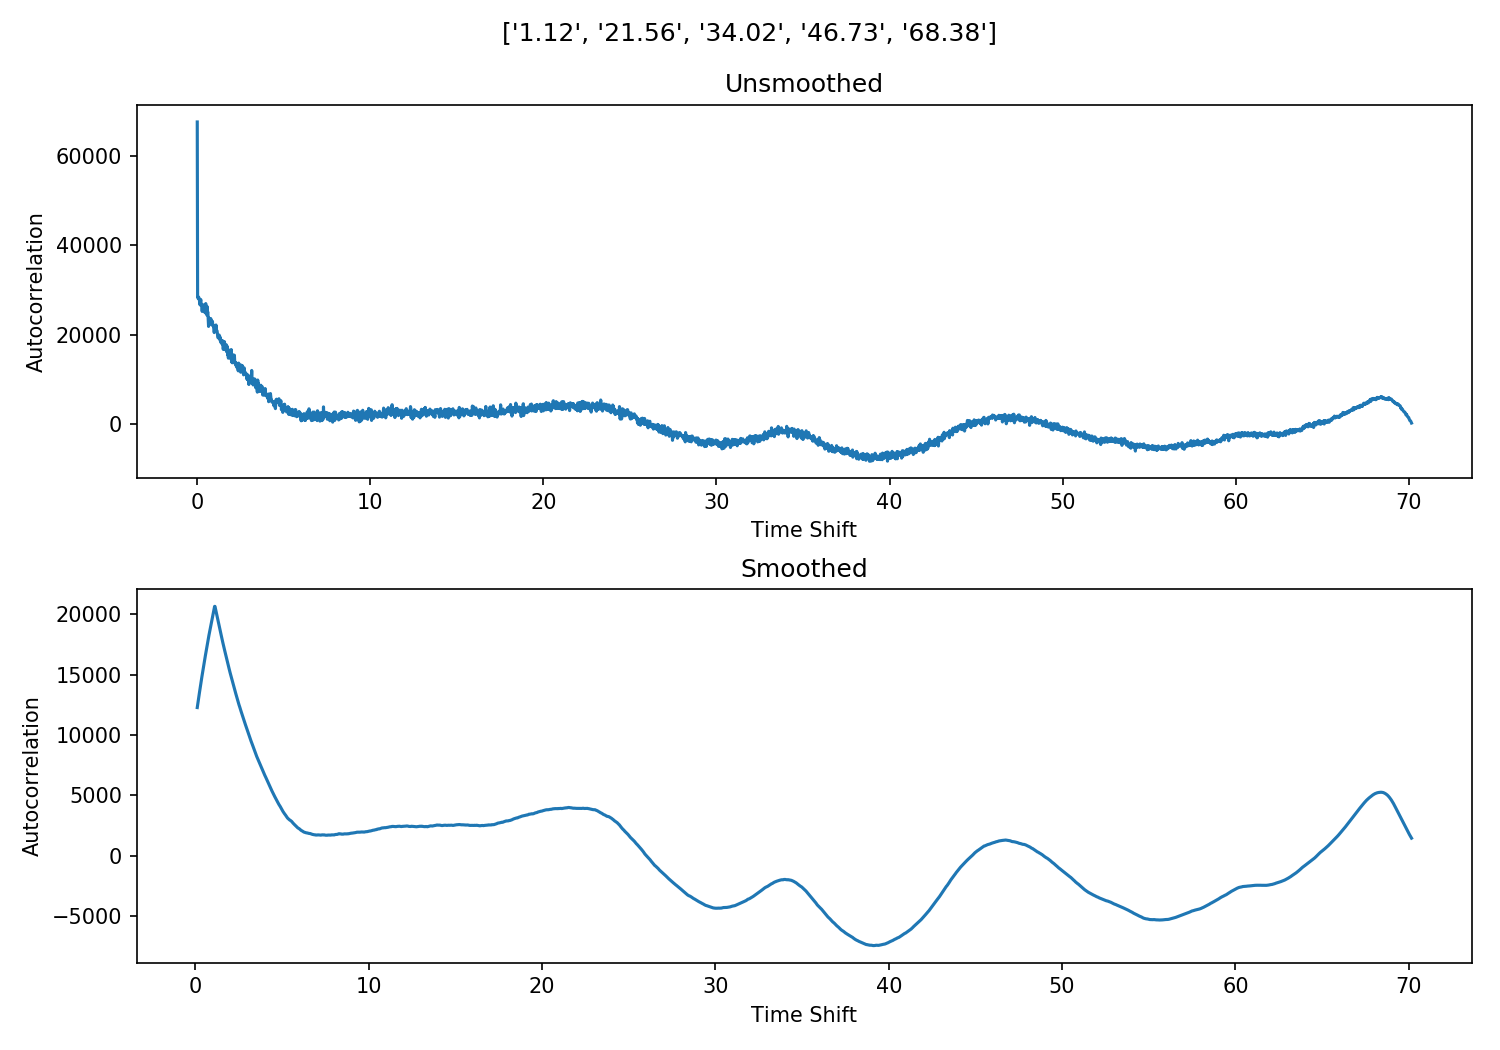 ['1.12', '21.56', '34.02', '46.73', '68.38']
Unsmoothed
60000
40000
20000
0
Autocorrelation
0 10 20 30 40 50 60 70
Time Shift
Smoothed
20000
15000
10000
5000
0
−5000
Autocorrelation
0 10 20 30 40 50 60 70
Time Shift